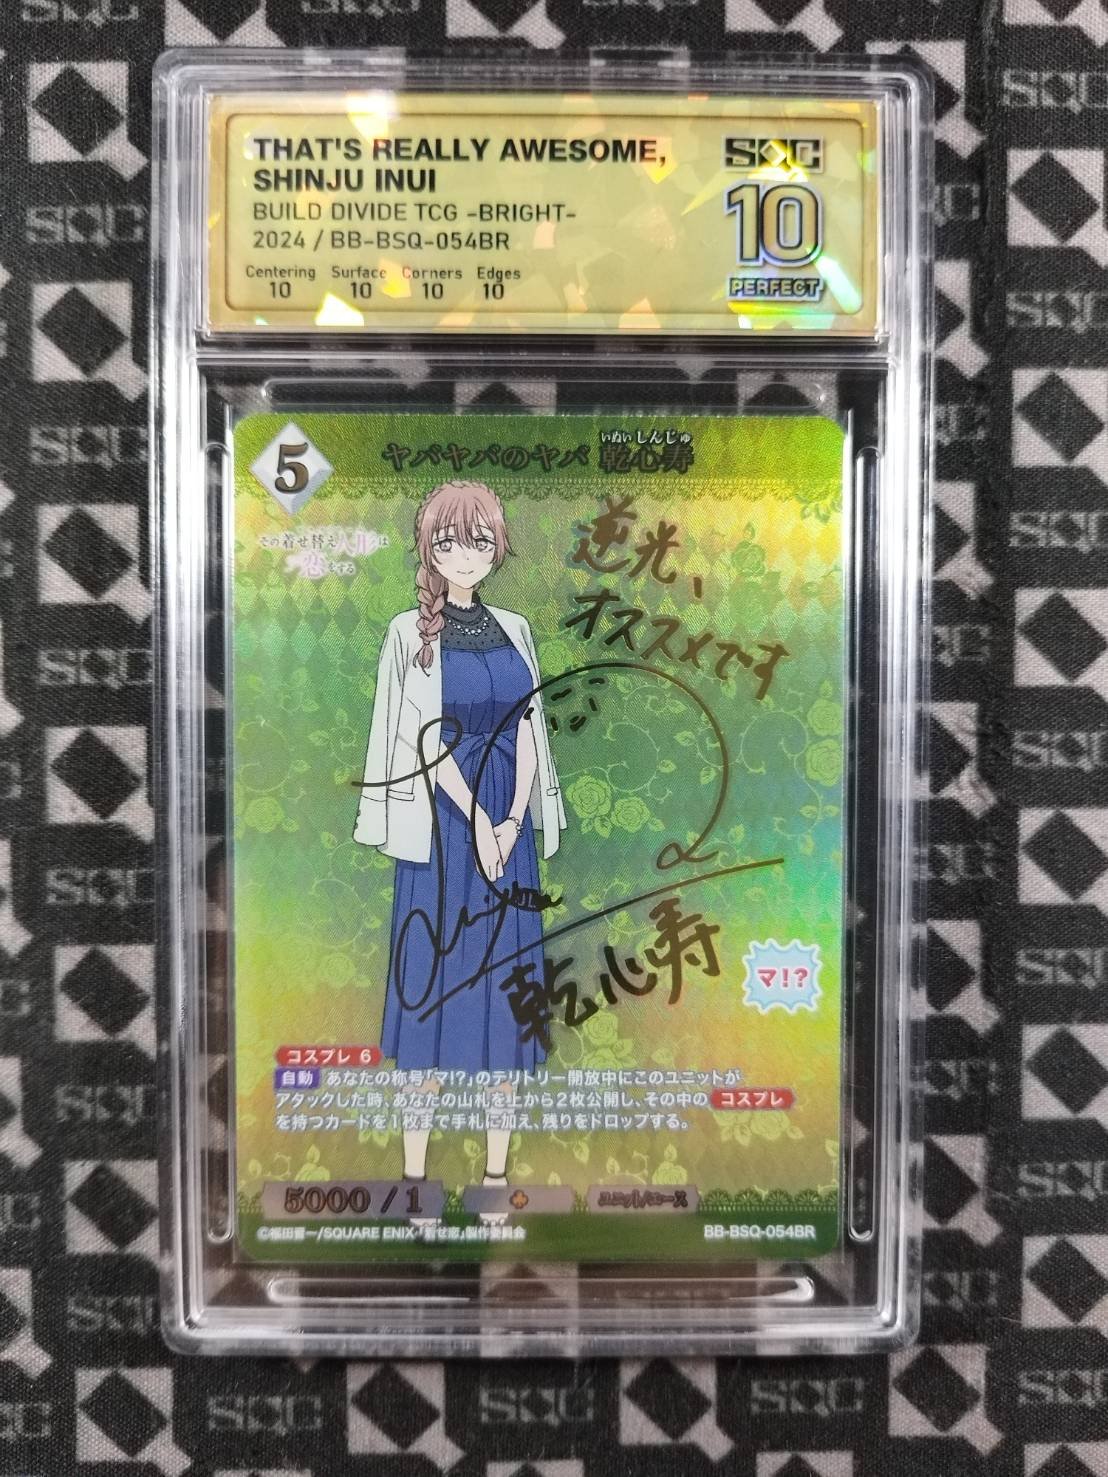 THAT'S REALLY AWESOME,
SHINJU INUI
BUILD DIVIDE TCG -BRIGHT-
2024 / BB-BSQ-054BR
Centering Surface Corners Edges
10 10 10 10
SQC
10
PERFECT
5
いぬいしんじゅ
ヤバヤバのヤバ 乾心寿
その着せ替え人形は
恋をする
逆光、
オススメです
乾心寿
マ!?
コスプレ 6
自動 あなたの称号「マ!?」のテリトリー開放中にこのユニットが
アタックした時、あなたの山札を上から2枚公開し、その中の コスプレ
を持つカードを1枚まで手札に加え、残りをドロップする。
5000 / 1
ユニット/エース
©福田晋一/SQUARE ENIX・「着せ恋」製作委員会
BB-BSQ-054BR